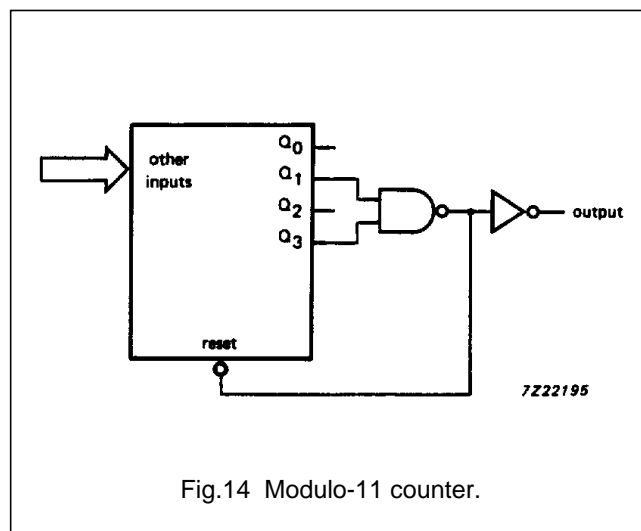 other
inputs
Q0
Q1
Q2
Q3
output
reset
7Z22195
Fig.14 Modulo-11 counter.